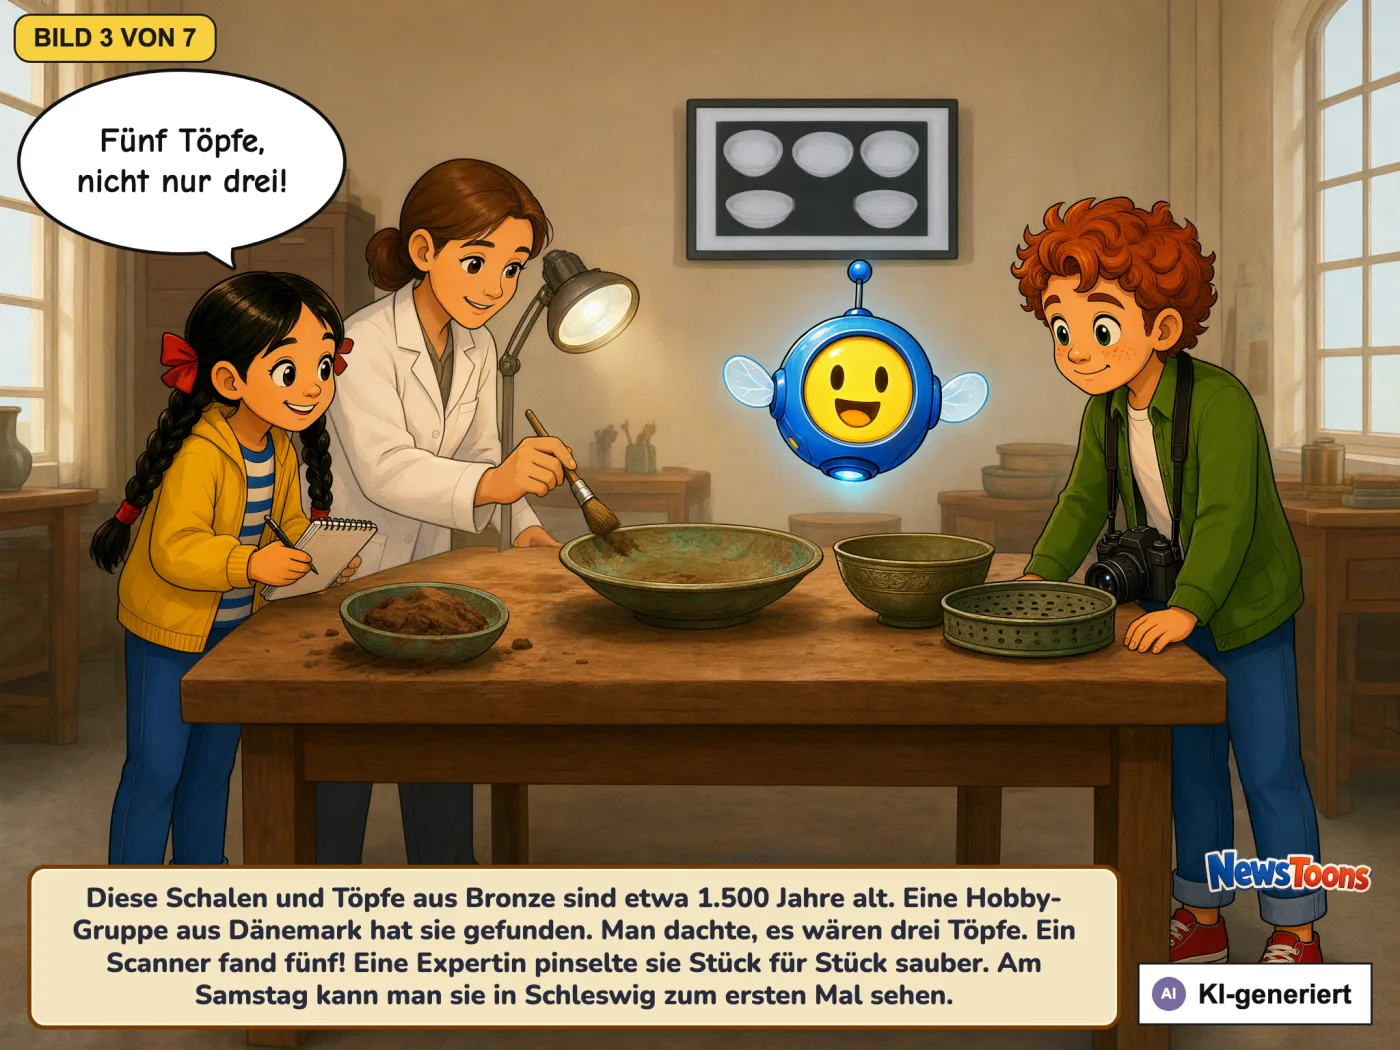 BILD 3 VON 7
Fünf Töpfe,
nicht nur drei!
NewsToons
Diese Schalen und Töpfe aus Bronze sind etwa 1.500 Jahre alt. Eine Hobby-
Gruppe aus Dänemark hat sie gefunden. Man dachte, es wären drei Töpfe. Ein
Scanner fand fünf! Eine Expertin pinselte sie Stück für Stück sauber. Am
Samstag kann man sie in Schleswig zum ersten Mal sehen.
AI KI-generiert